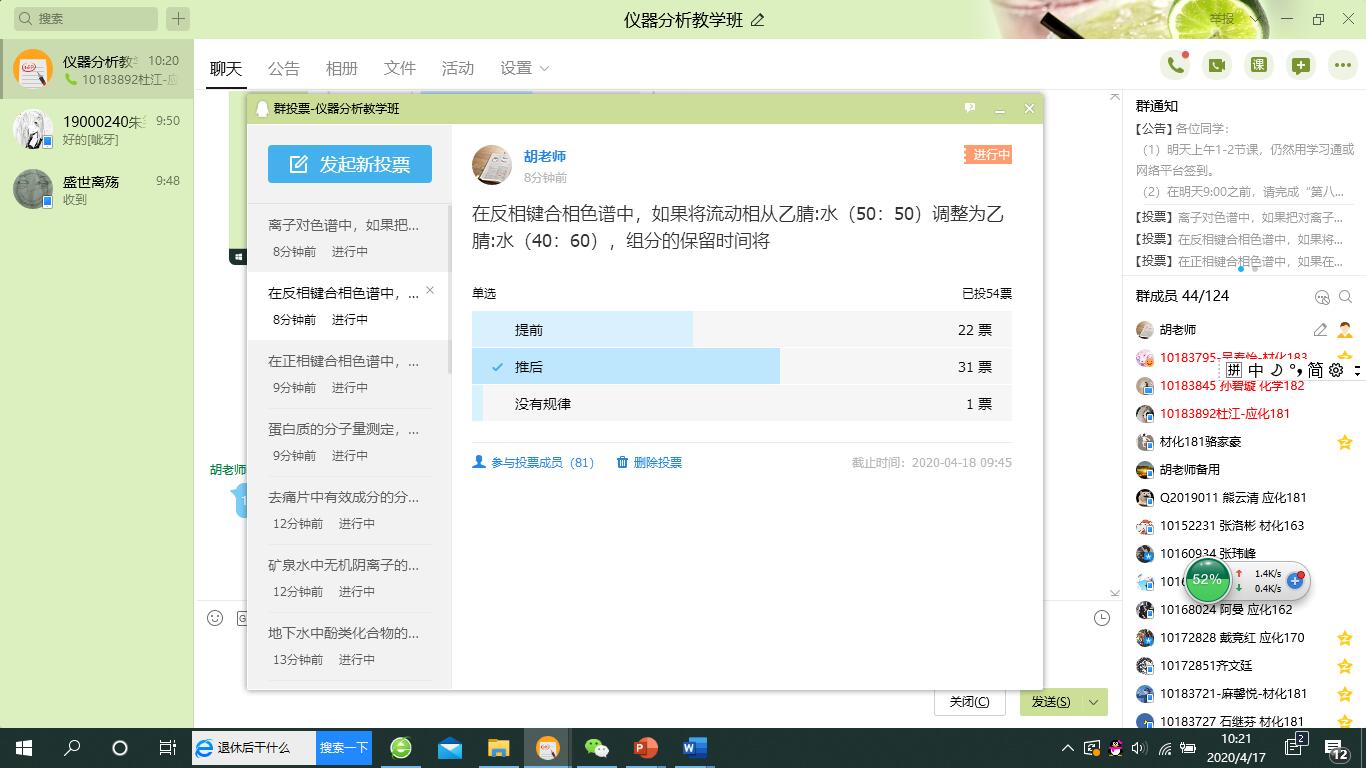 搜索
仪器分析教学班
举报
仪器分析教
10:20
10183892杜江-应
19000240朱
9:50
好的[呲牙]
盛世离殇
9:48
收到
聊天 公告 相册 文件 活动 设置
课
群投票-仪器分析教学班
发起新投票
离子对色谱中，如果把...
8分钟前 进行中
在反相键合相色谱中，...
8分钟前 进行中
在正相键合相色谱中，...
9分钟前 进行中
蛋白质的分子量测定，...
9分钟前 进行中
去痛片中有效成分的分...
12分钟前 进行中
矿泉水中无机阴离子的...
12分钟前 进行中
地下水中酚类化合物的...
13分钟前 进行中
胡老师
8分钟前
进行中
在反相键合相色谱中，如果将流动相从乙腈:水（50：50）调整为乙
腈:水（40：60），组分的保留时间将
单选
已投54票
提前 22 票
推后 31 票
没有规律 1 票
参与投票成员（81） 删除投票
截止时间：2020-04-18 09:45
胡老师
关闭(C) 发送(S)
群通知
【公告】各位同学：
（1）明天上午1-2节课，仍然用学习通或
网络平台签到。
（2）在明天9:00之前，请完成“第八...
【投票】离子对色谱中，如果把对离子...
【投票】在反相键合相色谱中，如果将...
【投票】在正相键合相色谱中，如果在...
群成员 44/124
胡老师
10183795-吴春怡-材化183
拼 中 简
10183845 孙碧璇 化学182
10183892杜江-应化181
材化181骆家豪
胡老师备用
Q2019011 熊云清 应化181
10152231 张洛彬 材化163
10160934 张玮峰
1016
52%
1.4K/s
0.4K/s
10168024 阿曼 应化162
10172828 戴竞红 应化170
10172851齐文廷
10183721-麻馨悦-材化181
10183727 石继芬 材化181
退休后干什么
搜索一下
10:21
2020/4/17
2
12